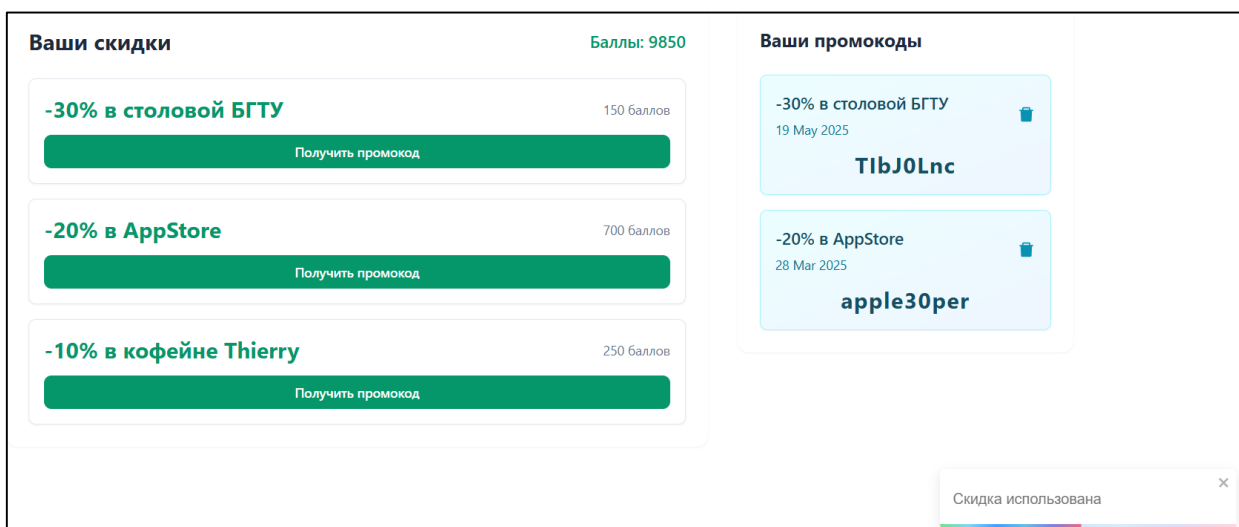 Ваши скидки
Баллы: 9850
-30% в столовой БГТУ
150 баллов
Получить промокод
-20% в AppStore
700 баллов
Получить промокод
-10% в кофейне Thierry
250 баллов
Получить промокод
Ваши промокоды
-30% в столовой БГТУ
19 May 2025
TIbJ0Lnc
-20% в AppStore
28 Mar 2025
apple30per
Скидка использована